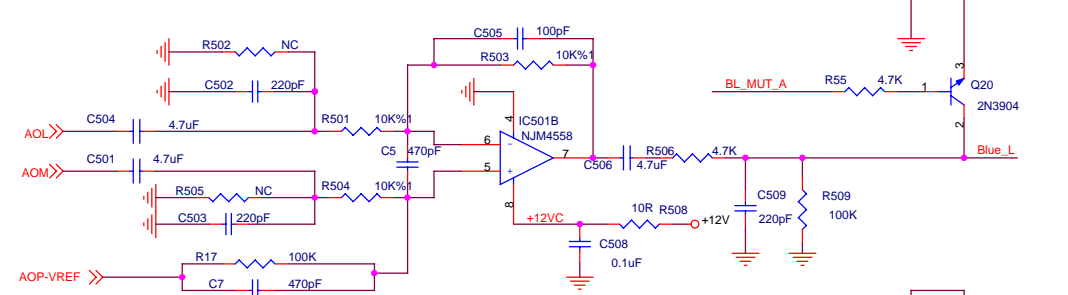 C505 100pF
R502 NC
R503 10K%1
C502 220pF
BL_MUT_A R55 4.7K 1 3 Q20
2N3904
2
C504 4.7uF
AOL
R501 10K%1
4
IC501B
NJM4558
6
C5 470pF
7
5
C501 4.7uF
AOM
C506 4.7uF R506 4.7K
Blue_L
R505 NC
R504 10K%1
8
C503 220pF
+12VC
10R R508
+12V
C509
220pF
R509
100K
C508
0.1uF
R17 100K
AOP-VREF
C7 470pF